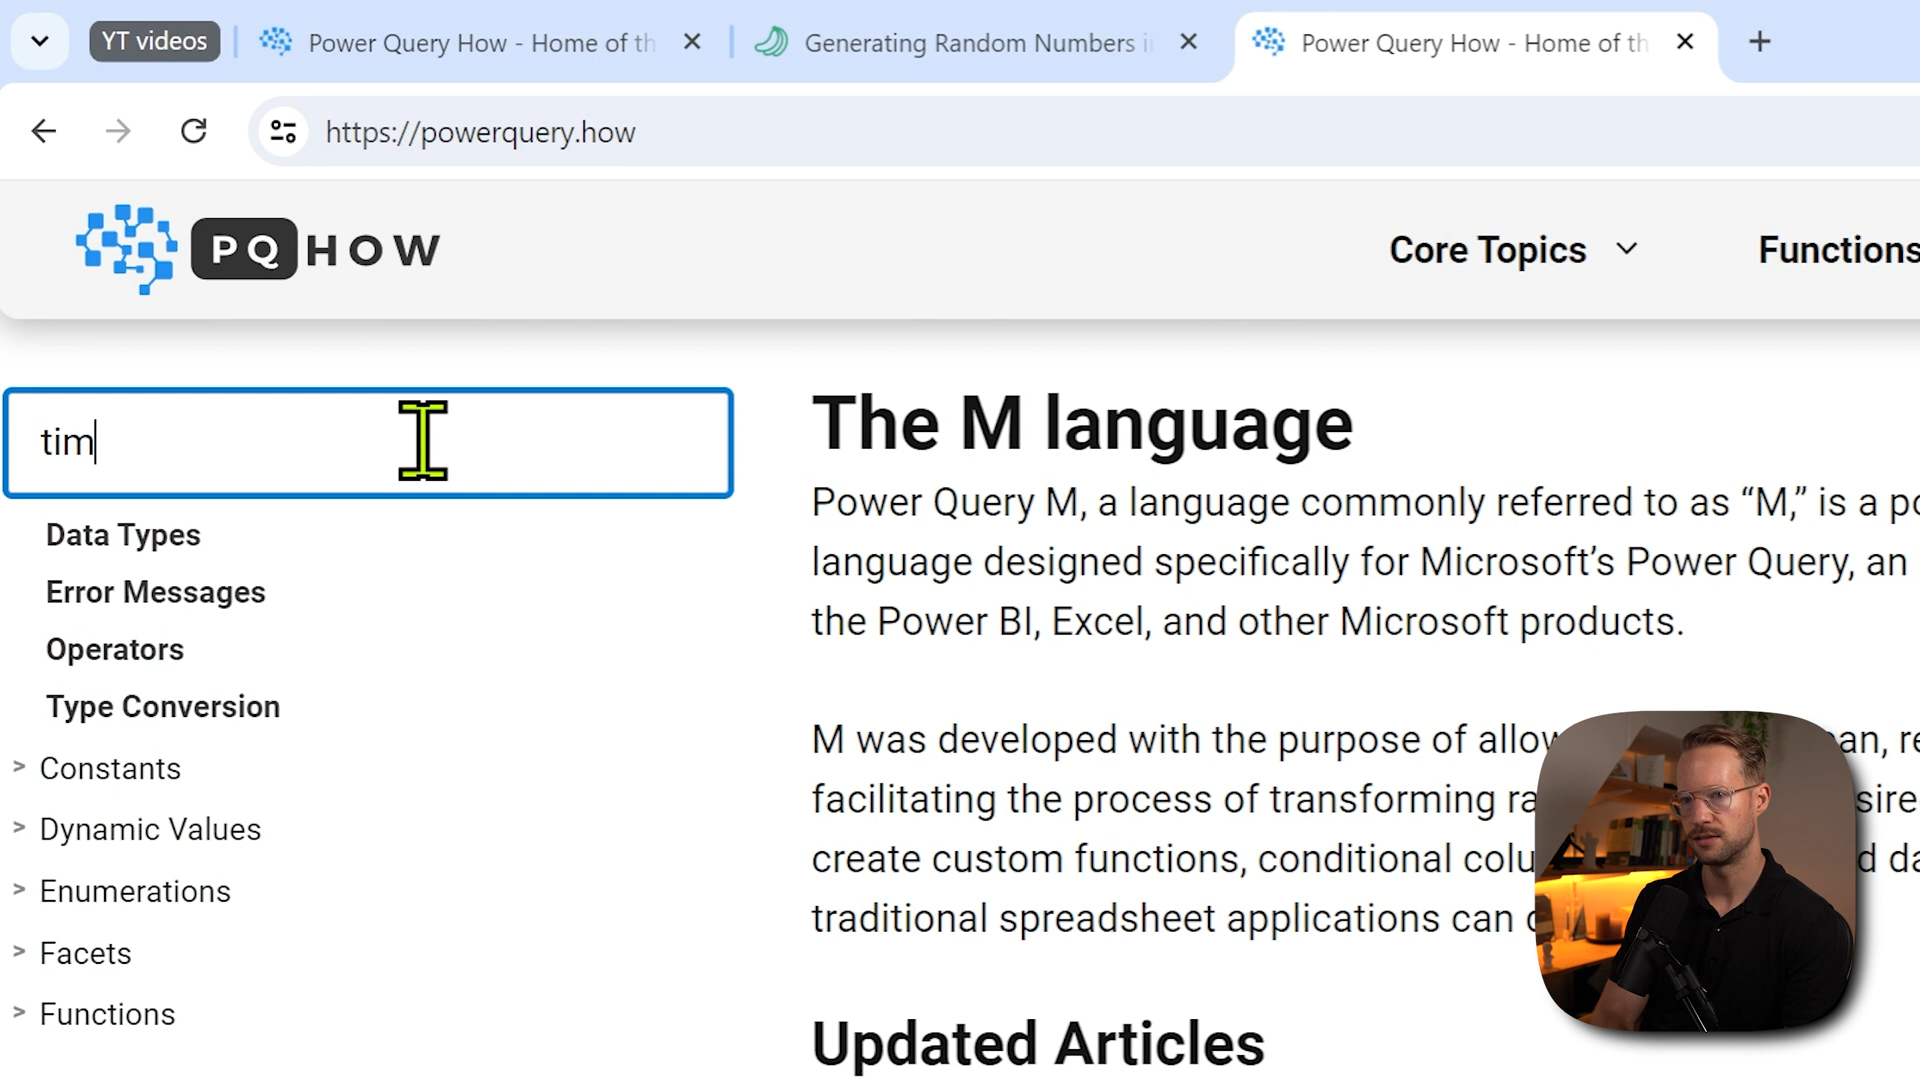 YT videos
Power Query How - Home of th
Generating Random Numbers i
Power Query How - Home of th
https://powerquery.how
PQ HOW
Core Topics
Functions
tim
Data Types
Error Messages
Operators
Type Conversion
> Constants
> Dynamic Values
> Enumerations
> Facets
> Functions
The M language
Power Query M, a language commonly referred to as “M,” is a po
language designed specifically for Microsoft’s Power Query, an
the Power BI, Excel, and other Microsoft products.
M was developed with the purpose of allow an, re
facilitating the process of transforming ra sire
create custom functions, conditional colu d da
traditional spreadsheet applications can
Updated Articles